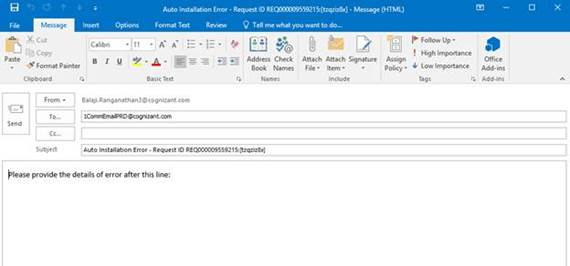 Auto Installation Error - Request ID REQ000009559215:[tzqziz8x] - Message (HTML)
File Message Insert Options Format Text Review Tell me what you want to do...
Paste
Cut
Copy
Format Painter
Clipboard
Calibri 11
B I U
Basic Text
Address Book
Check Names
Names
Attach File
Attach Item
Signature
Include
Assign Policy
Follow Up
High Importance
Low Importance
Tags
Office Add-ins
Add-ins
Send
From Balaji.Ranganathan3@cognizant.com
To... 1CommEmailPRD@cognizant.com
Cc...
Subject Auto Installation Error - Request ID REQ000009559215:[tzqziz8x]
Please provide the details of error after this line: